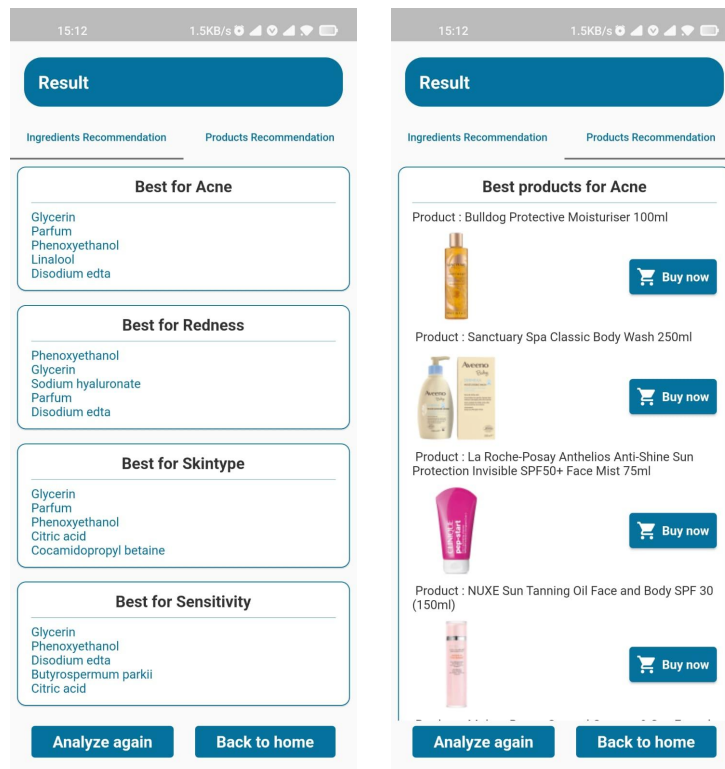 15:12
1.5KB/s
Result
Ingredients Recommendation
Products Recommendation
Best for Acne
Glycerin
Parfum
Phenoxyethanol
Linalool
Disodium edta
Best for Redness
Phenoxyethanol
Glycerin
Sodium hyaluronate
Parfum
Disodium edta
Best for Skintype
Glycerin
Parfum
Phenoxyethanol
Citric acid
Cocamidopropyl betaine
Best for Sensitivity
Glycerin
Phenoxyethanol
Disodium edta
Butyrospermum parkii
Citric acid
Analyze again
Back to home
15:12
1.5KB/s
Result
Ingredients Recommendation
Products Recommendation
Best products for Acne
Product : Bulldog Protective Moisturiser 100ml
Buy now
Product : Sanctuary Spa Classic Body Wash 250ml
Aveeno
Baby
Aveeno
Buy now
Product : La Roche-Posay Anthelios Anti-Shine Sun
Protection Invisible SPF50+ Face Mist 75ml
CLINIQUE
pep-start
Buy now
Product : NUXE Sun Tanning Oil Face and Body SPF 30
(150ml)
Buy now
Analyze again
Back to home